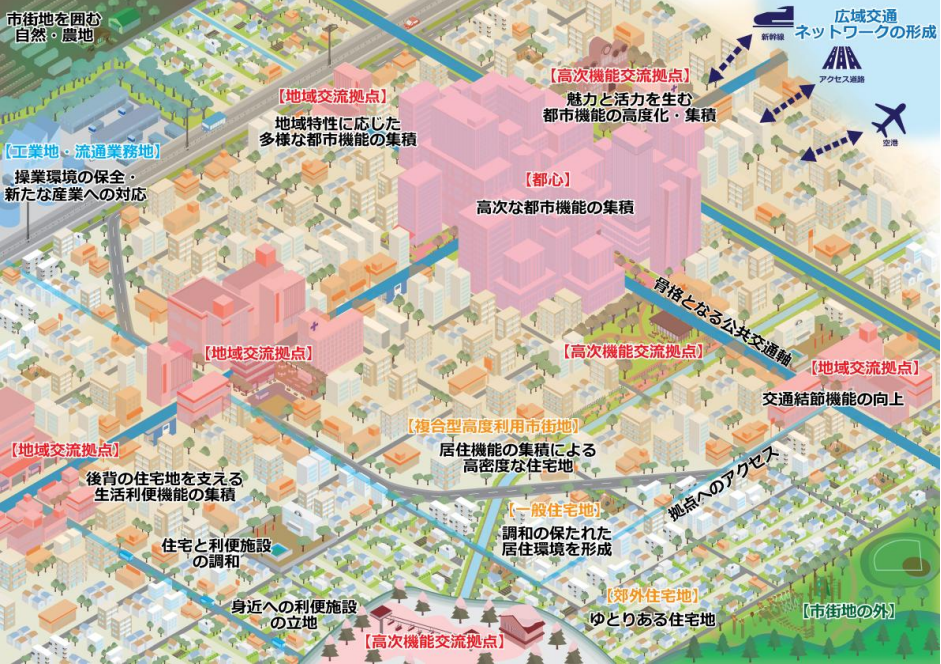 市街地を囲む
自然・農地
広域交通
ネットワークの形成
新幹線
アクセス道路
空港
【高次機能交流拠点】
魅力と活力を生む
都市機能の高度化・集積
【地域交流拠点】
地域特性に応じた
多様な都市機能の集積
【工業地・流通業務地】
操業環境の保全・
新たな産業への対応
【都心】
高次な都市機能の集積
骨格となる公共交通軸
【地域交流拠点】
【高次機能交流拠点】
【地域交流拠点】
交通結節機能の向上
【複合型高度利用市街地】
居住機能の集積による
高密度な住宅地
【地域交流拠点】
後背の住宅地を支える
生活利便機能の集積
拠点へのアクセス
【一般住宅地】
調和の保たれた
居住環境を形成
住宅と利便施設
の調和
【郊外住宅地】
ゆとりある住宅地
身近への利便施設
の立地
【市街地の外】
【高次機能交流拠点】